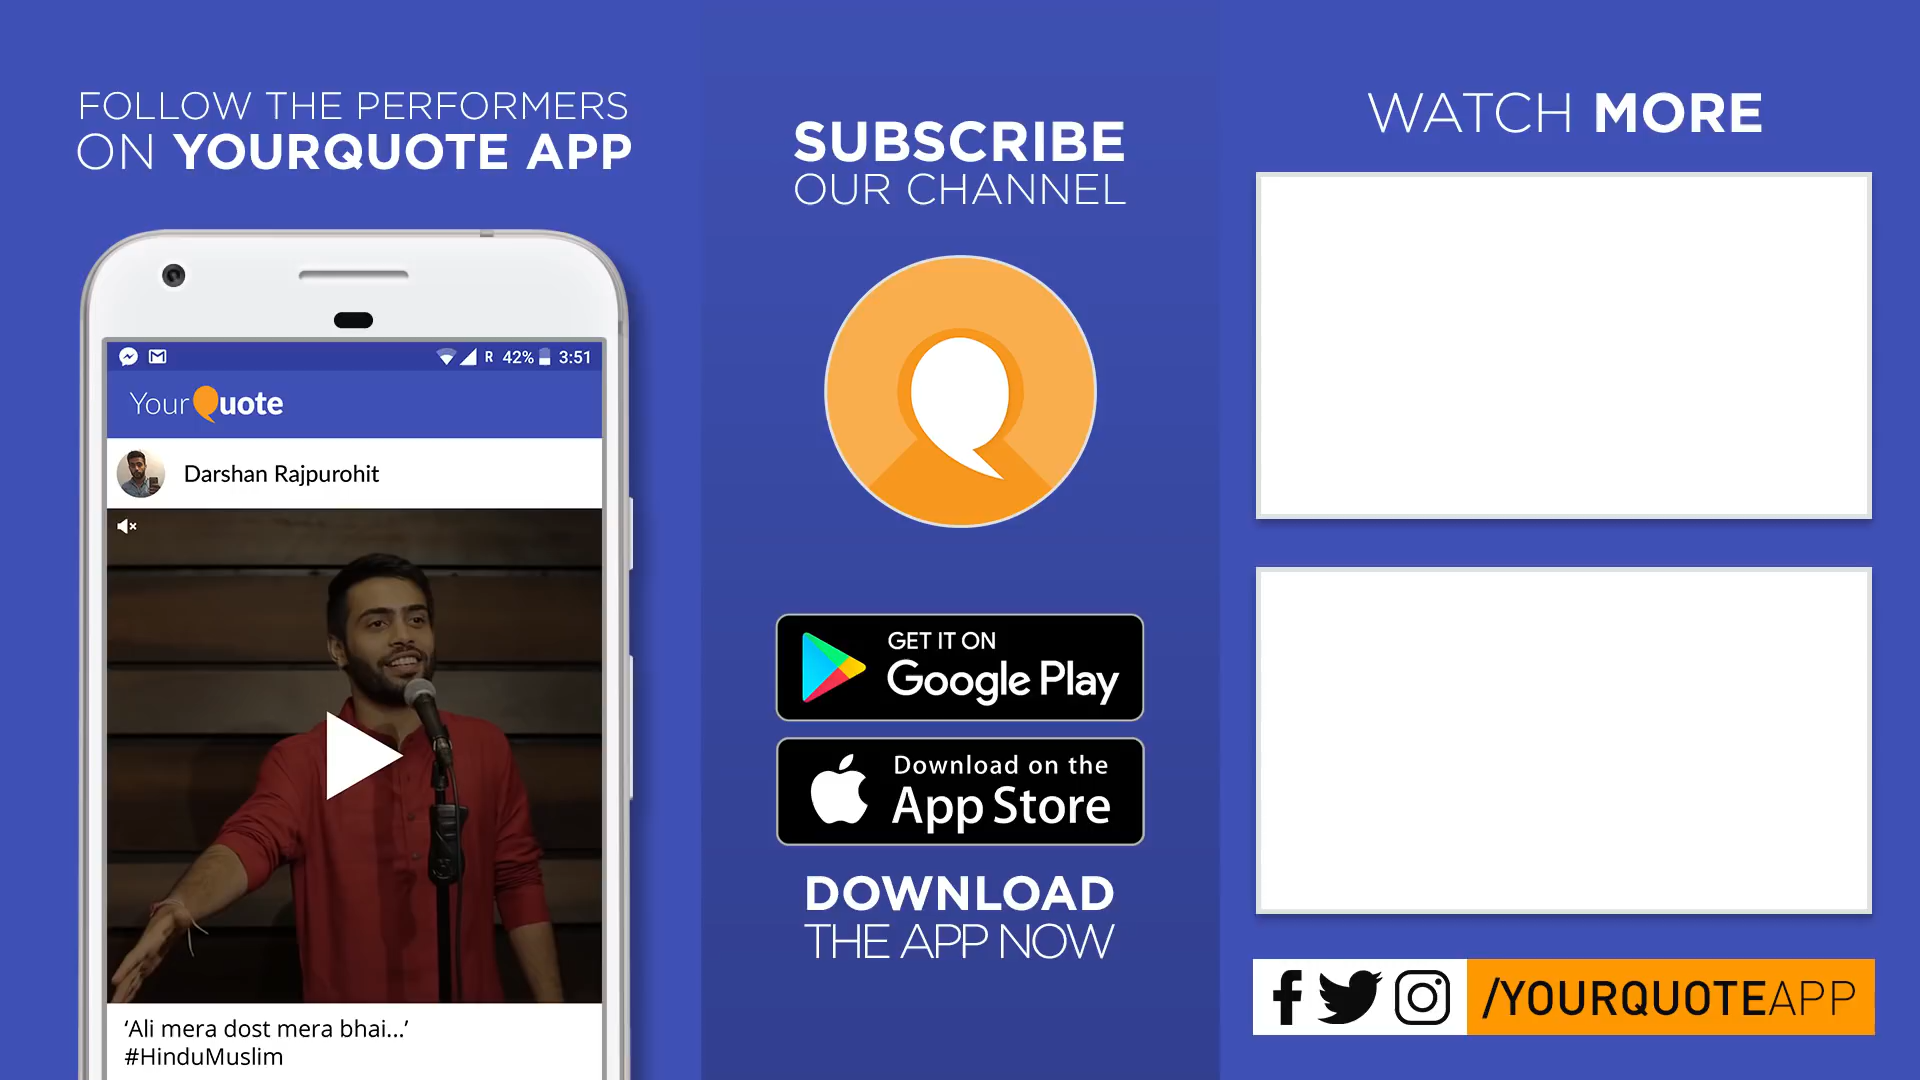 FOLLOW THE PERFORMERS
ON YOURQUOTE APP
R 42% 3:51
YourQuote
Darshan Rajpurohit
‘Ali mera dost mera bhai...’
#HinduMuslim
SUBSCRIBE
OUR CHANNEL
GET IT ON
Google Play
Download on the
App Store
DOWNLOAD
THE APP NOW
WATCH MORE
/YOURQUOTEAPP